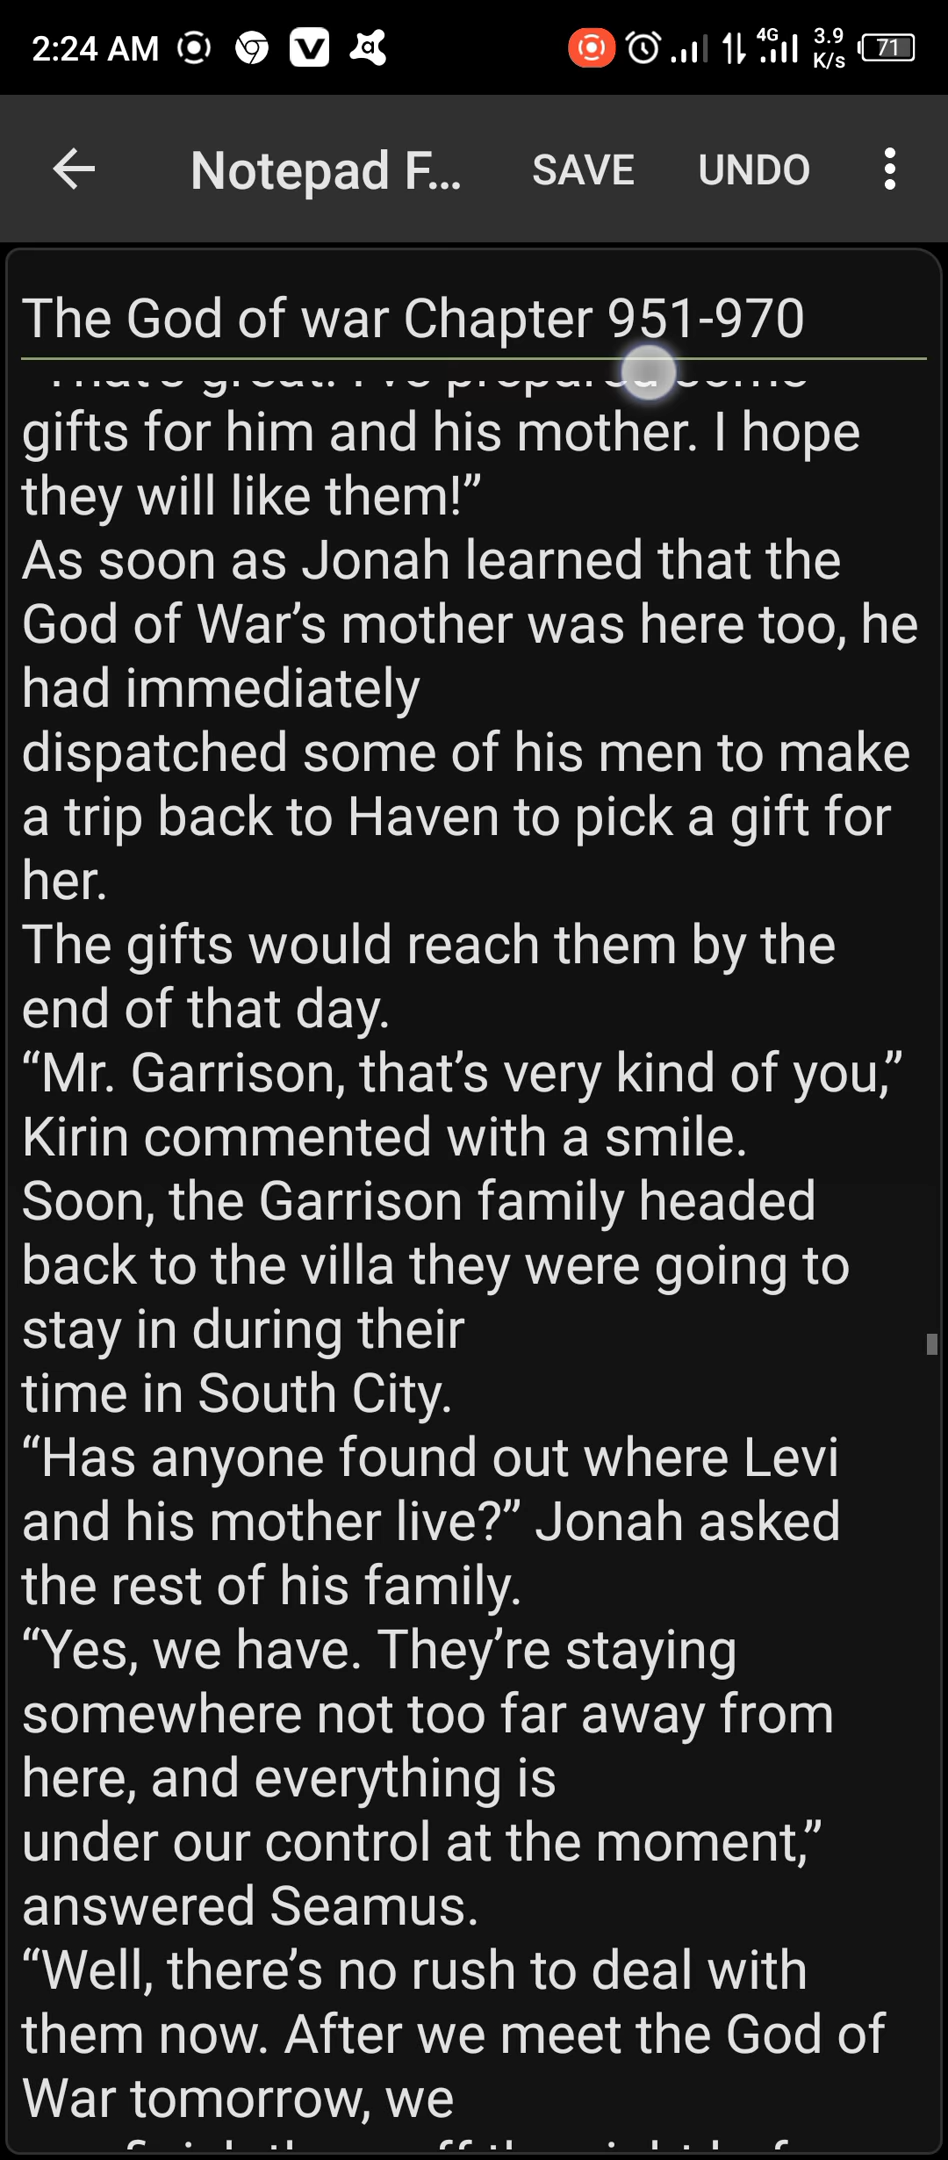 2:24 AM
4G
3.9
K/s
71
Notepad F...
SAVE
UNDO
The God of war Chapter 951-970
That's great! I've prepared some
gifts for him and his mother. I hope
they will like them!”
As soon as Jonah learned that the
God of War’s mother was here too, he
had immediately
dispatched some of his men to make
a trip back to Haven to pick a gift for
her.
The gifts would reach them by the
end of that day.
“Mr. Garrison, that’s very kind of you,”
Kirin commented with a smile.
Soon, the Garrison family headed
back to the villa they were going to
stay in during their
time in South City.
“Has anyone found out where Levi
and his mother live?” Jonah asked
the rest of his family.
“Yes, we have. They’re staying
somewhere not too far away from
here, and everything is
under our control at the moment,”
answered Seamus.
“Well, there’s no rush to deal with
them now. After we meet the God of
War tomorrow, we